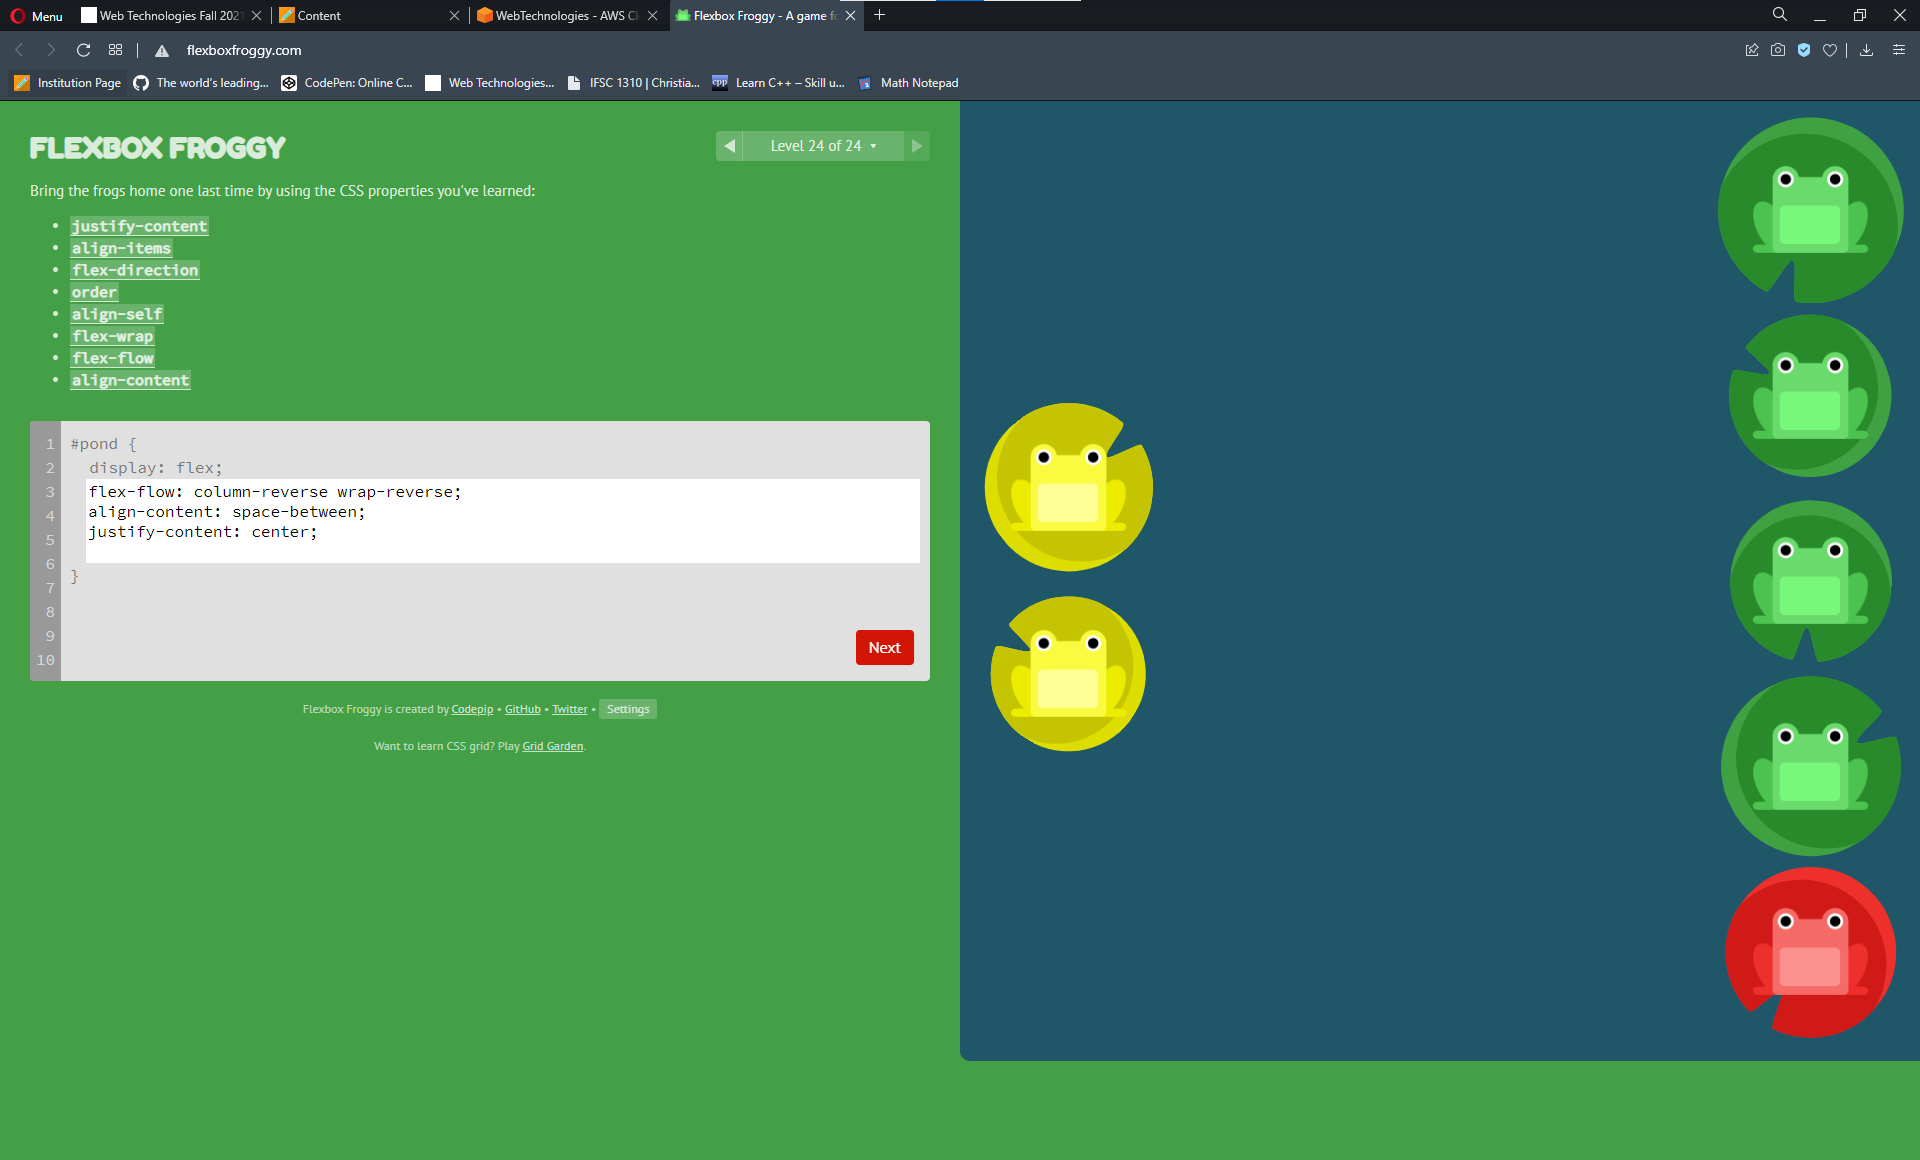 Menu
Web Technologies Fall 2021
Content
WebTechnologies - AWS Cl
Flexbox Froggy - A game fo
flexboxfroggy.com
Institution Page
The world's leading...
CodePen: Online C...
Web Technologies...
IFSC 1310 | Christia...
cpp
Learn C++ – Skill u...
Math Notepad
FLEXBOX FROGGY
Level 24 of 24
Bring the frogs home one last time by using the CSS properties you've learned:
• justify-content
• align-items
• flex-direction
• order
• align-self
• flex-wrap
• flex-flow
• align-content
1 #pond {
2 display: flex;
3 flex-flow: column-reverse wrap-reverse;
4 align-content: space-between;
5 justify-content: center;
6 }
7
8
9
10
Next
Flexbox Froggy is created by Codepip • GitHub • Twitter • Settings
Want to learn CSS grid? Play Grid Garden.